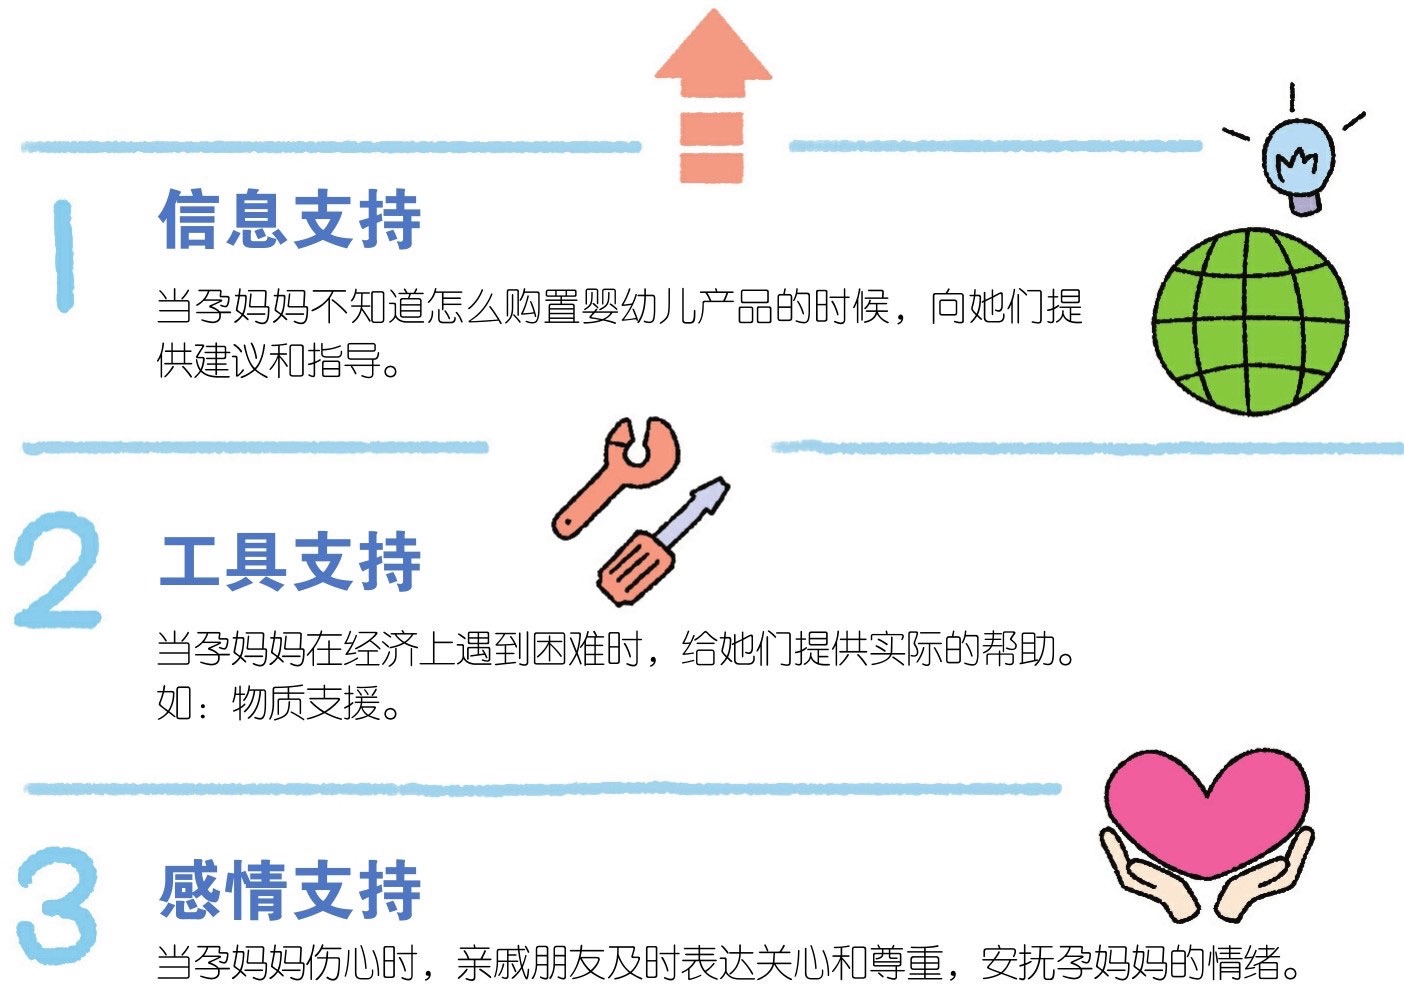 1
信息支持
当孕妈妈不知道怎么购置婴幼儿产品的时候，向她们提
供建议和指导。
2
工具支持
当孕妈妈在经济上遇到困难时，给她们提供实际的帮助。
如：物质支援。
3
感情支持
当孕妈妈伤心时，亲戚朋友及时表达关心和尊重，安抚孕妈妈的情绪。